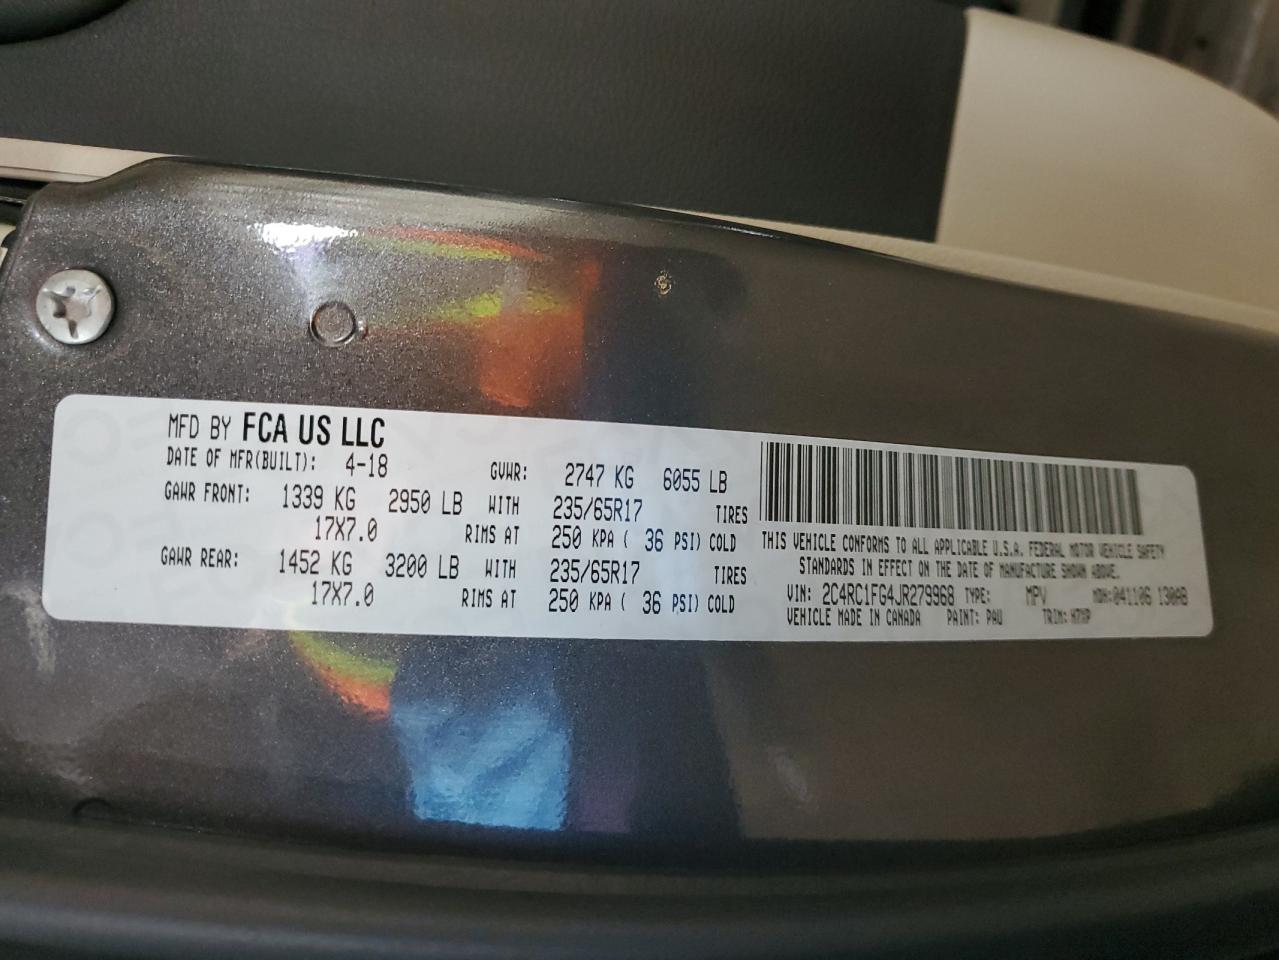 MFD BY FCA US LLC
DATE OF MFR(BUILT): 4-18 GVWR: 2747 KG 6055 LB
GAWR FRONT: 1339 KG 2950 LB WITH 235/65R17 TIRES
17X7.0 RIMS AT 250 KPA ( 36 PSI) COLD
GAWR REAR: 1452 KG 3200 LB WITH 235/65R17 TIRES
17X7.0 RIMS AT 250 KPA ( 36 PSI) COLD
THIS VEHICLE CONFORMS TO ALL APPLICABLE U.S.A. FEDERAL MOTOR VEHICLE SAFETY
STANDARDS IN EFFECT ON THE DATE OF MANUFACTURE SHOWN ABOVE.
VIN: 2C4RC1FG4JR279968 TYPE: MPV MDH: 041106 130AB
VEHICLE MADE IN CANADA PAINT: PAU TRIM: